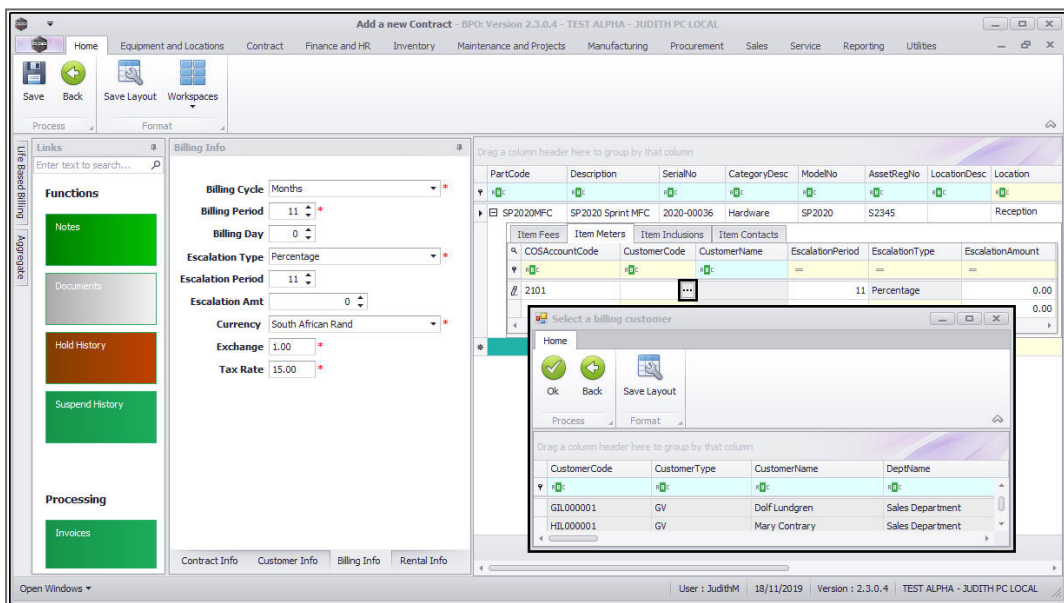 Add a new Contract - BPO: Version 2.3.0.4 - TEST ALPHA - JUDITH PC LOCAL
Home Equipment and Locations Contract Finance and HR Inventory Maintenance and Projects Manufacturing Procurement Sales Service Reporting Utilities
Save Back Save Layout Workspaces
Process Format
Life Based Billing
Aggregate
Links
Enter text to search...
Functions
Notes
Documents
Hold History
Suspend History
Processing
Invoices
Billing Info
Billing Cycle Months *
Billing Period 11 *
Billing Day 0
Escalation Type Percentage *
Escalation Period 11
Escalation Amt 0
Currency South African Rand *
Exchange 1.00 *
Tax Rate 15.00 *
Contract Info Customer Info Billing Info Rental Info
Drag a column header here to group by that column
PartCode Description SerialNo CategoryDesc ModelNo AssetRegNo LocationDesc Location
SP2020MFC SP2020 Sprint MFC 2020-00036 Hardware SP2020 S2345 Reception
Item Fees Item Meters Item Inclusions Item Contacts
COSAccountCode CustomerCode CustomerName EscalationPeriod EscalationType EscalationAmount
= = =
2101 ... 11 Percentage 0.00
0.00
Select a billing customer
Home
Ok Back Save Layout
Process Format
Drag a column header here to group by that column
CustomerCode CustomerType CustomerName DeptName
GIL000001 GV Dolf Lundgren Sales Department
HIL000001 GV Mary Contrary Sales Department
Open Windows User : JudithM 18/11/2019 Version : 2.3.0.4 TEST ALPHA - JUDITH PC LOCAL